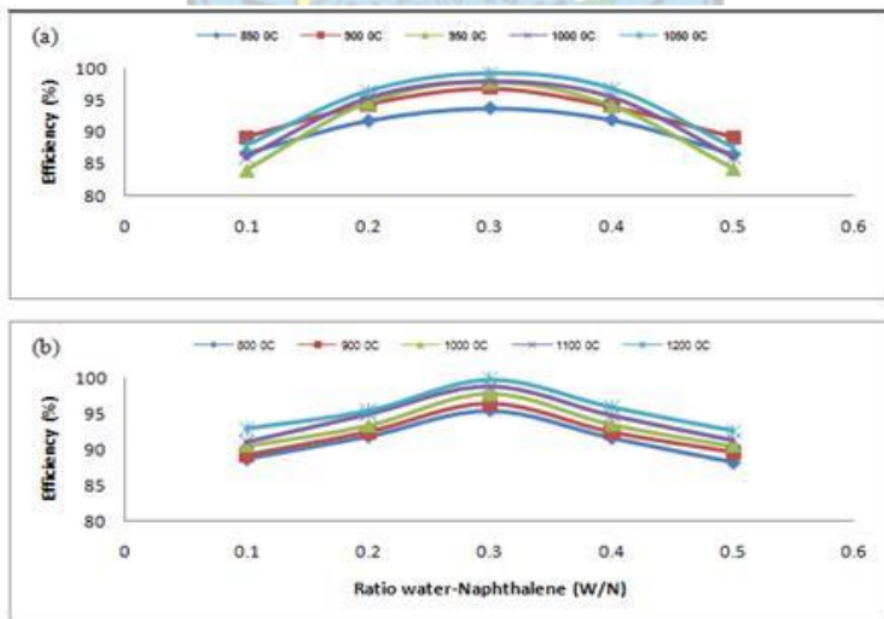 (a)
850 0C 900 0C 950 0C 1000 0C 1050 0C
Efficiency (%)
100
95
90
85
80
0 0.1 0.2 0.3 0.4 0.5 0.6
(b)
800 0C 900 0C 1000 0C 1100 0C 1200 0C
Efficiency (%)
100
95
90
85
80
0 0.1 0.2 0.3 0.4 0.5 0.6
Ratio water-Naphthalene (W/N)